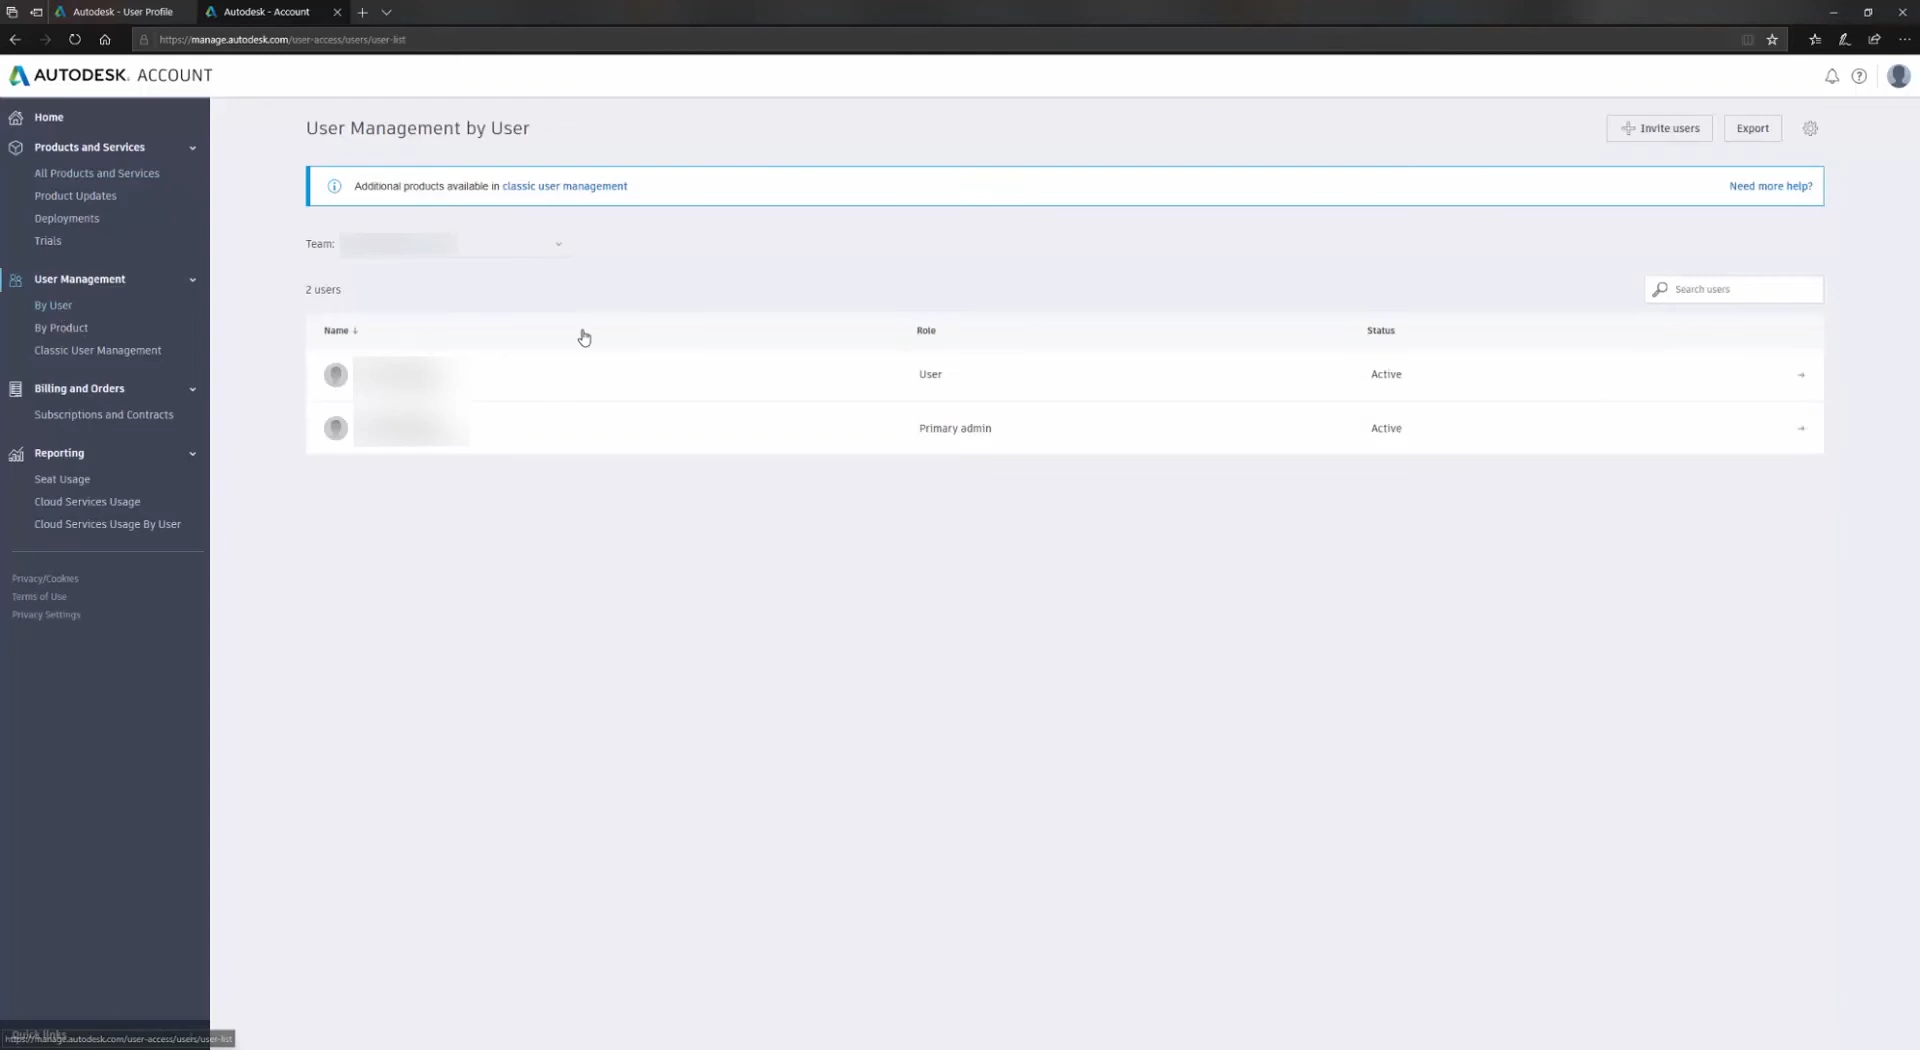 Autodesk - User Profile
Autodesk - Account
https://manage.autodesk.com/user-access/users/user-list
AUTODESK. ACCOUNT
Home
Products and Services
All Products and Services
Product Updates
Deployments
Trials
User Management
By User
By Product
Classic User Management
Billing and Orders
Subscriptions and Contracts
Reporting
Seat Usage
Cloud Services Usage
Cloud Services Usage By User
Privacy/Cookies
Terms of Use
Privacy Settings
Quick links
https://manage.autodesk.com/user-access/users/user-list
User Management by User
Invite users
Export
Additional products available in classic user management
Need more help?
Team:
2 users
Search users
Name ↓ Role Status
User Active
Primary admin Active